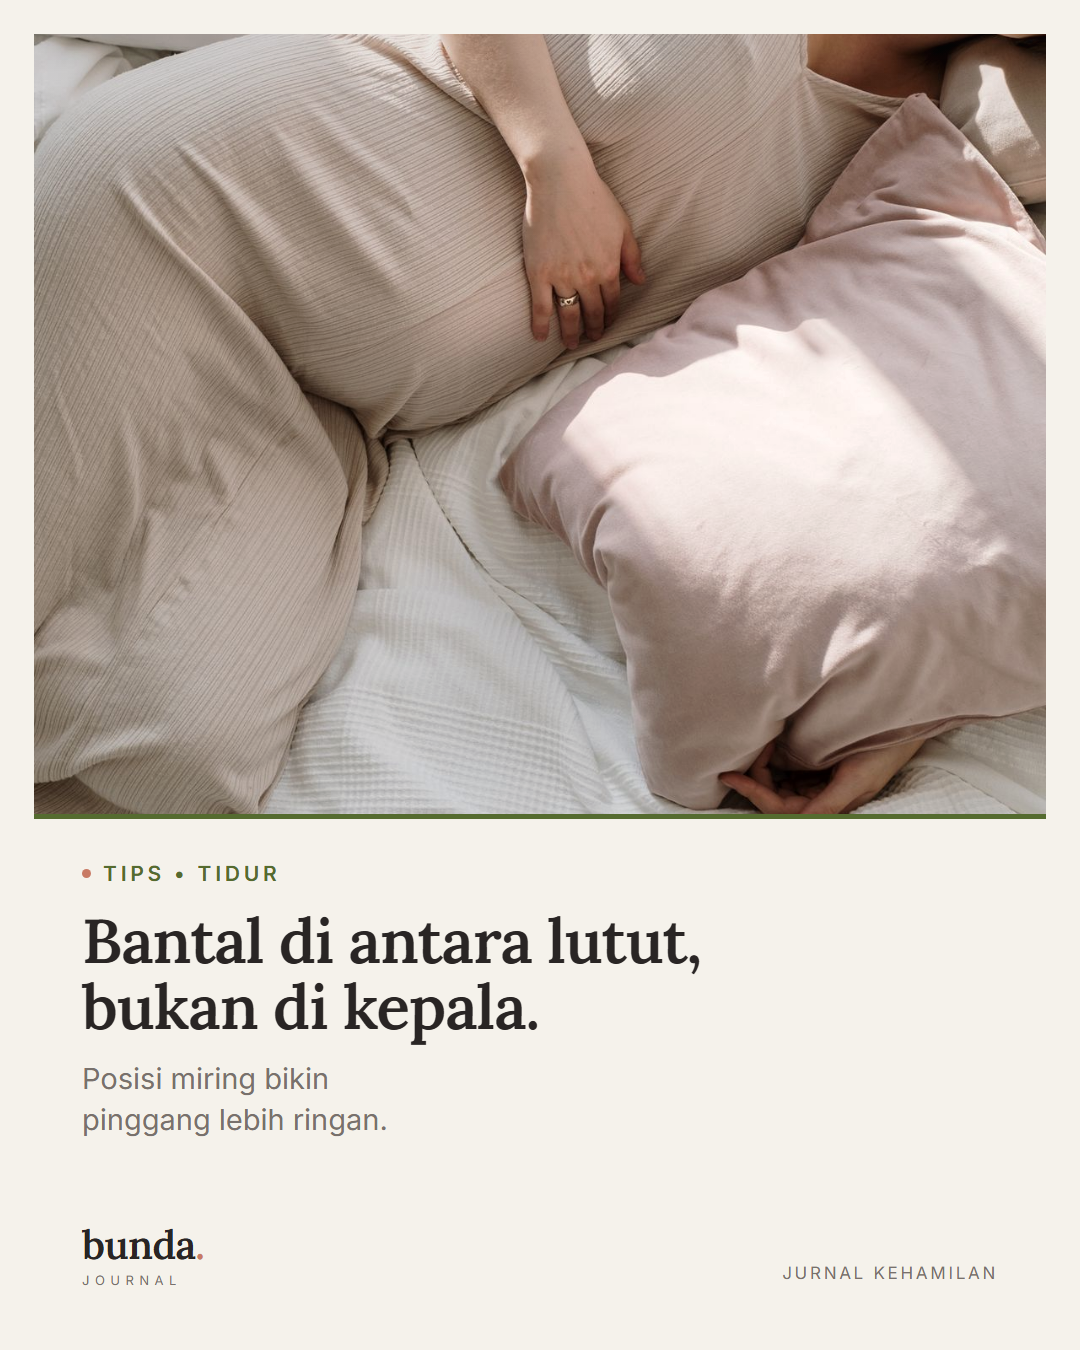 • TIPS • TIDUR
Bantal di antara lutut,
bukan di kepala.
Posisi miring bikin
pinggang lebih ringan.
bunda.
JOURNAL
JURNAL KEHAMILAN